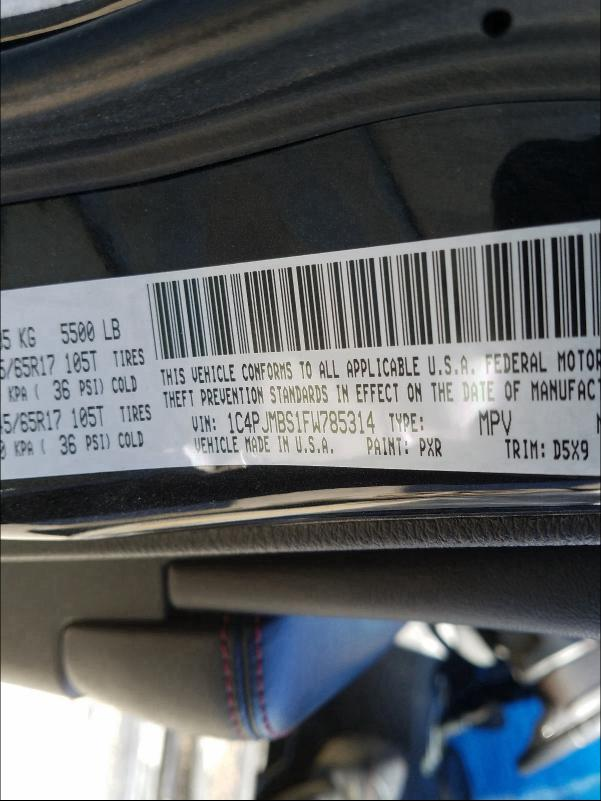 5 KG 5500 LB
5/65R17 105T TIRES
KPA ( 36 PSI) COLD
5/65R17 105T TIRES
0 KPA ( 36 PSI) COLD
THIS VEHICLE CONFORMS TO ALL APPLICABLE U.S.A. FEDERAL MOTOR
THEFT PREVENTION STANDARDS IN EFFECT ON THE DATE OF MANUFACT
VIN: 1C4PJMBS1FW785314 TYPE: MPV
VEHICLE MADE IN U.S.A. PAINT: PXR TRIM: D5X9